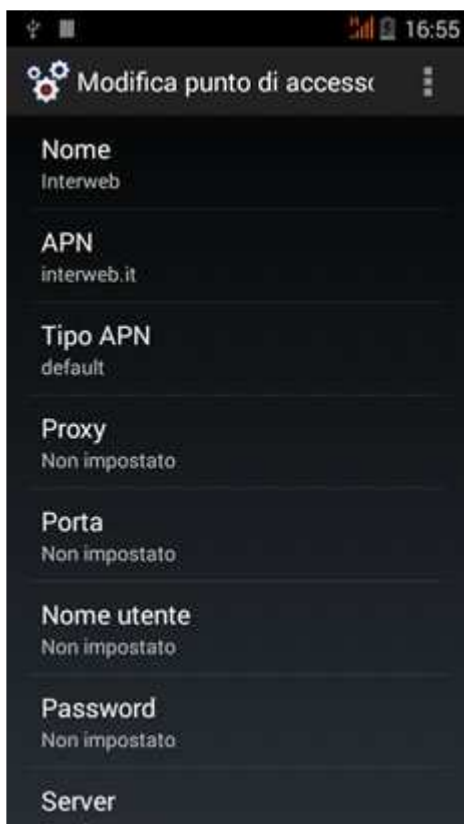 16:55
Modifica punto di accesso
Nome
Interweb
APN
interweb.it
Tipo APN
default
Proxy
Non impostato
Porta
Non impostato
Nome utente
Non impostato
Password
Non impostato
Server